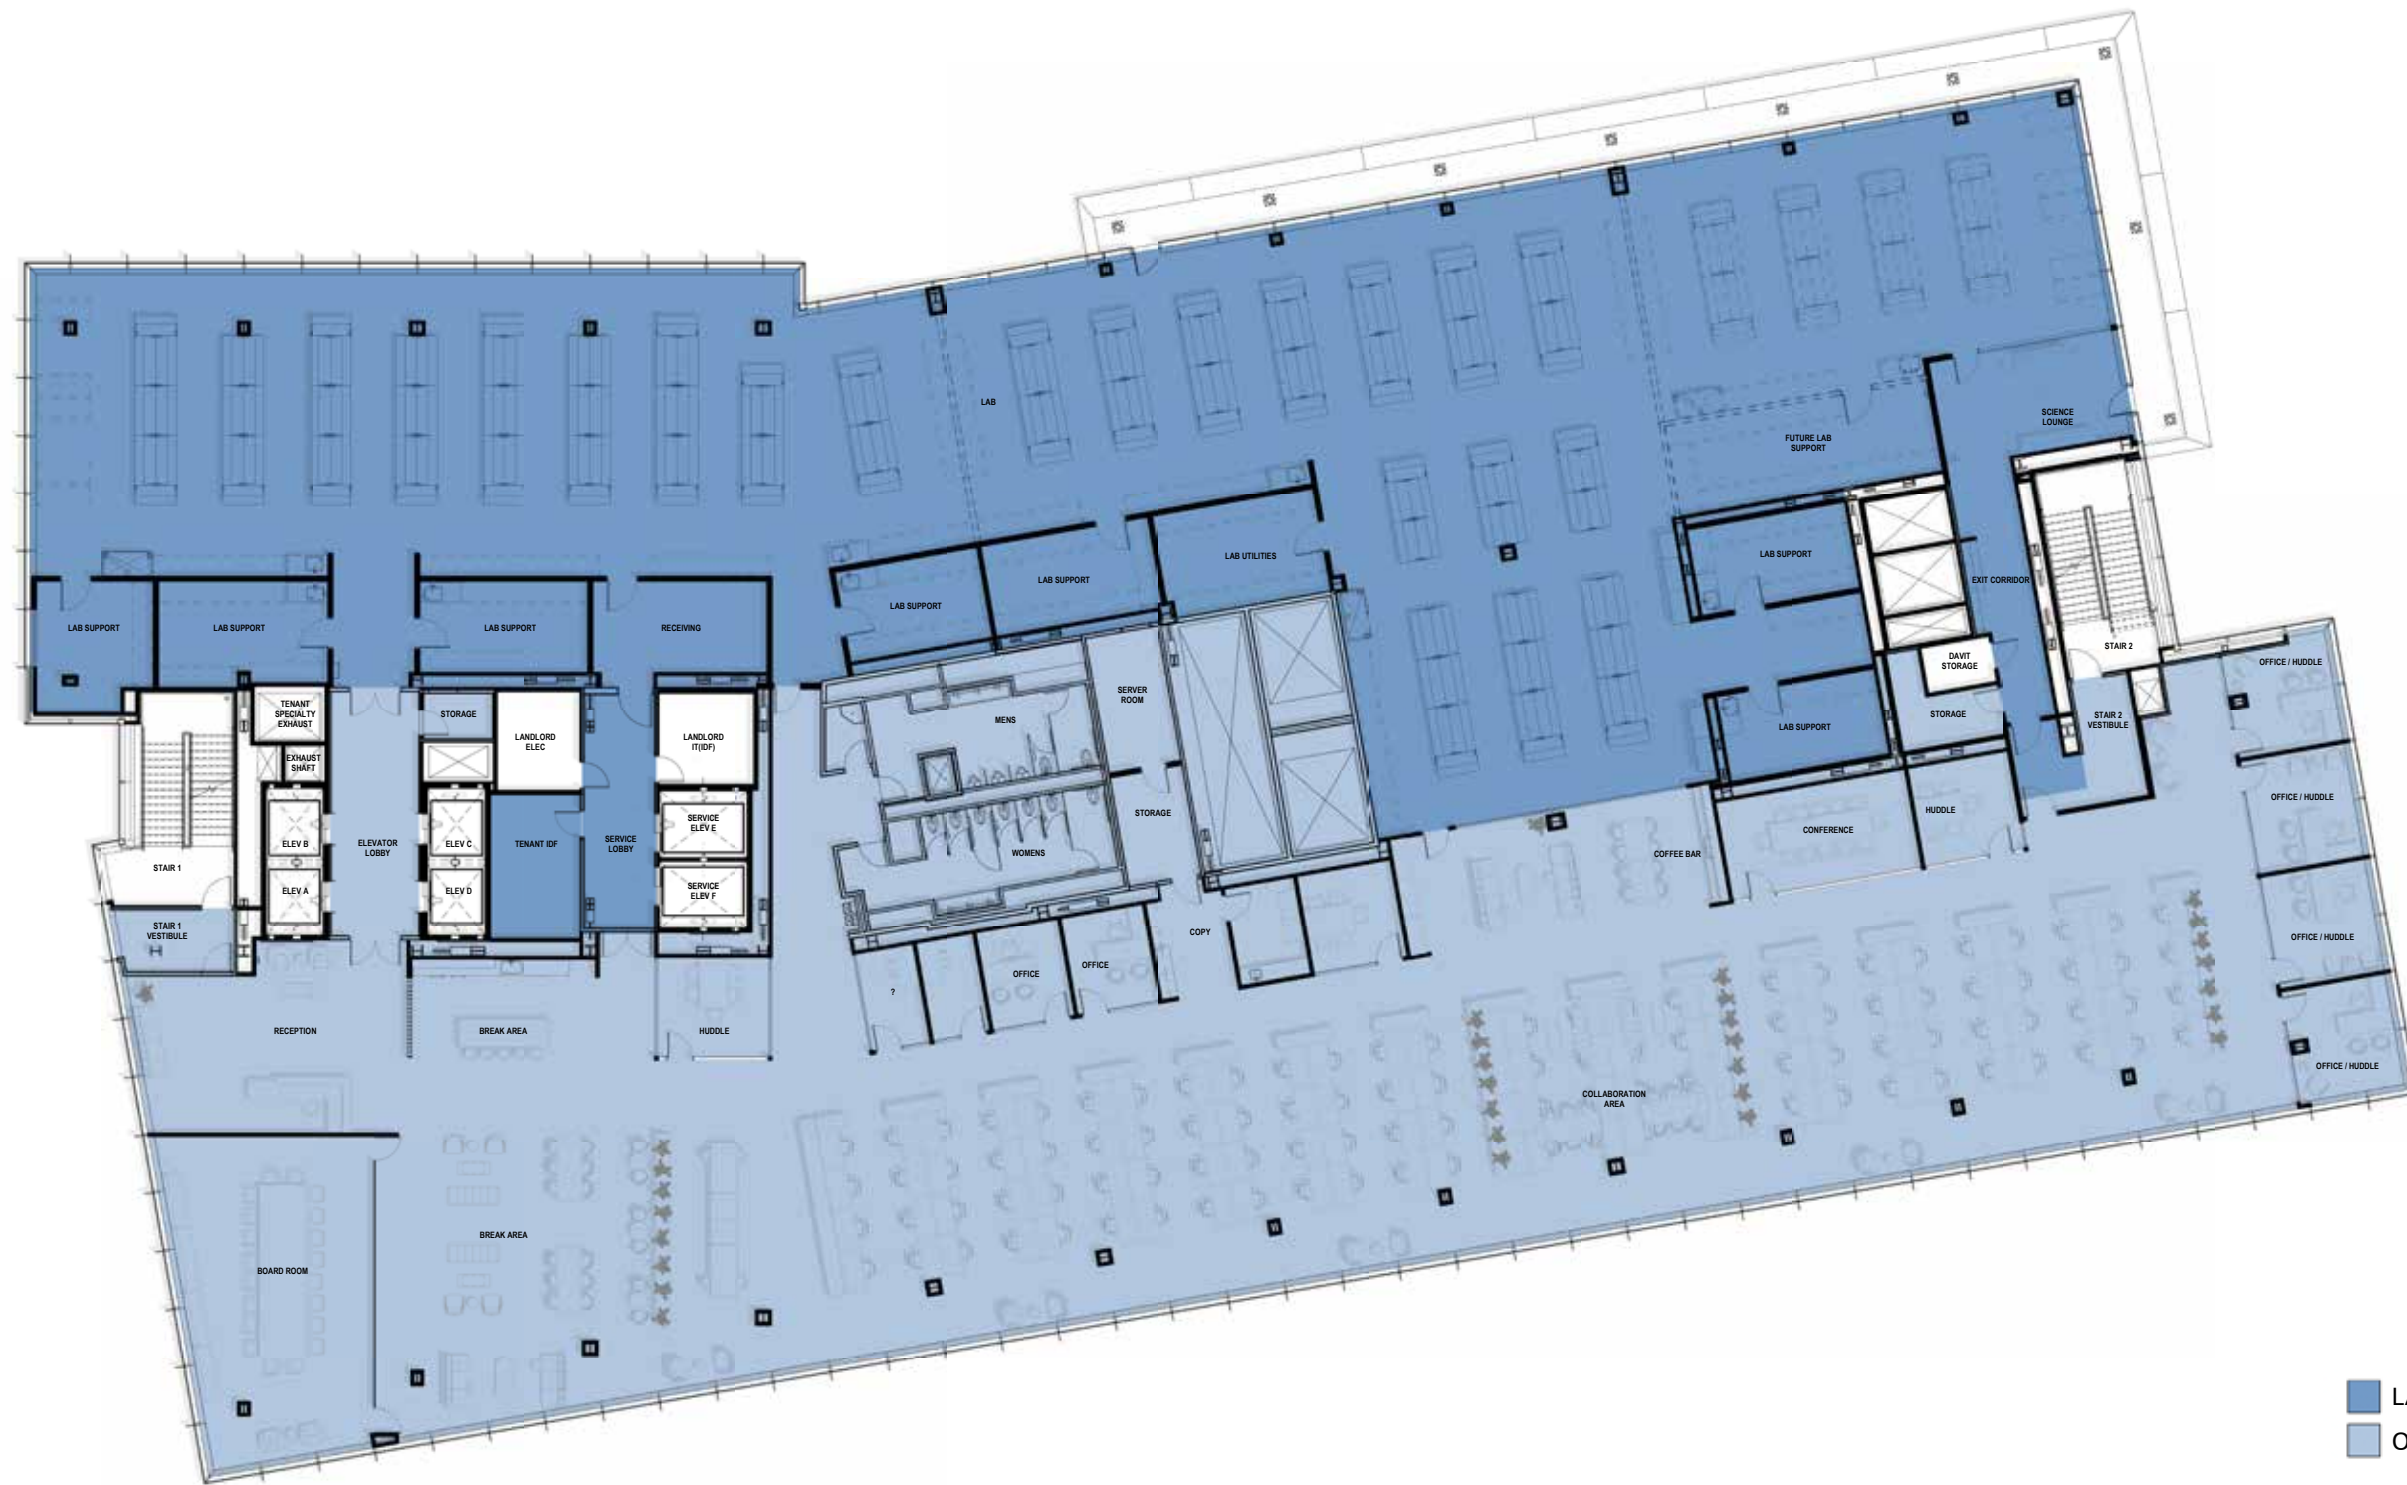 LAB
SCIENCE
LOUNGE
FUTURE LAB
SUPPORT
LAB SUPPORT
LAB UTILITIES
LAB SUPPORT
EXIT CORRIDOR
LAB SUPPORT
LAB SUPPORT
LAB SUPPORT
LAB SUPPORT
LAB SUPPORT
RECEIVING
STAIR 2
DAVIT
STORAGE
OFFICE / HUDDLE
SERVER
ROOM
TENANT
SPECIALTY
EXHAUST
STORAGE
MENS
STORAGE
STAIR 2
VESTIBULE
LAB SUPPORT
LANDLORD
ELEC
LANDLORD
IT(IDF)
EXHAUST
SHAFT
OFFICE / HUDDLE
HUDDLE
STORAGE
SERVICE
ELEV E
CONFERENCE
ELEV B
ELEVATOR
LOBBY
ELEV C
TENANT IDF
SERVICE
LOBBY
WOMENS
COFFEE BAR
STAIR 1
ELEV A
ELEV D
SERVICE
ELEV F
STAIR 1
VESTIBULE
COPY
OFFICE / HUDDLE
OFFICE
OFFICE
?
RECEPTION
BREAK AREA
HUDDLE
OFFICE / HUDDLE
COLLABORATION
AREA
BREAK AREA
BOARD ROOM